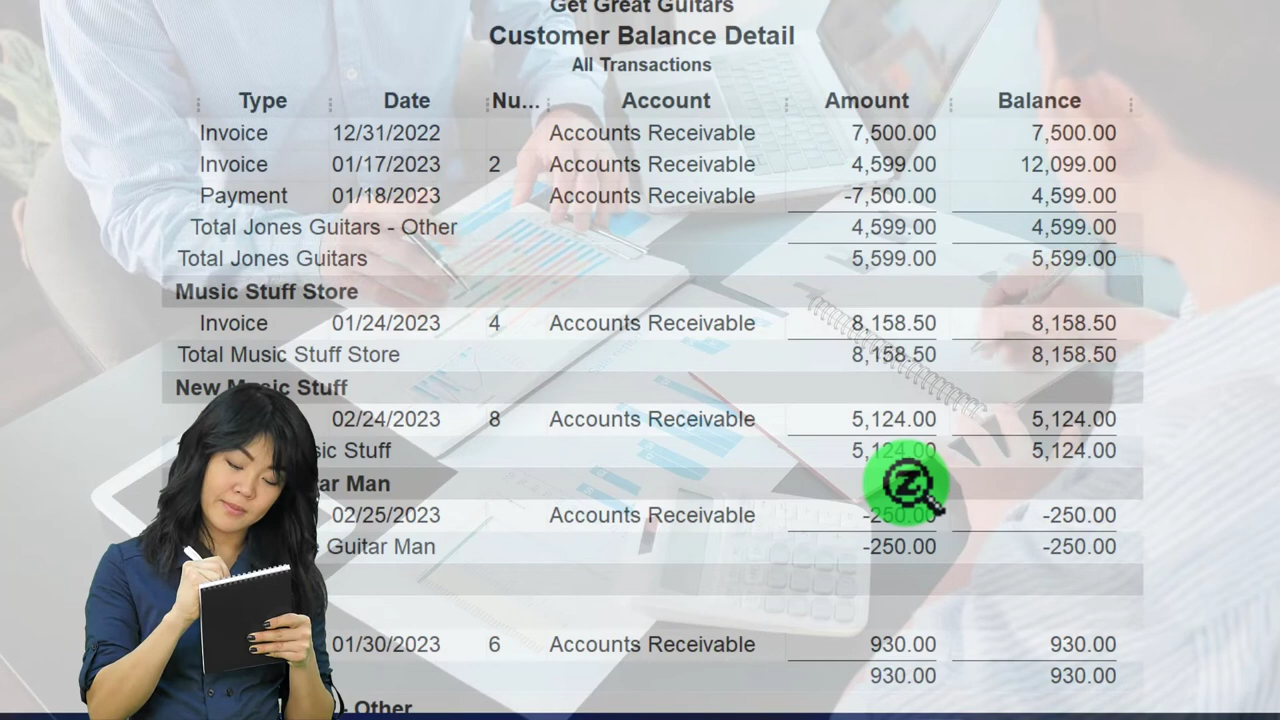 Get Great Guitars
Customer Balance Detail
All Transactions
Type Date Nu... Account Amount Balance
Invoice 12/31/2022 Accounts Receivable 7,500.00 7,500.00
Invoice 01/17/2023 2 Accounts Receivable 4,599.00 12,099.00
Payment 01/18/2023 Accounts Receivable -7,500.00 4,599.00
Total Jones Guitars - Other 4,599.00 4,599.00
Total Jones Guitars 5,599.00 5,599.00
Music Stuff Store
Invoice 01/24/2023 4 Accounts Receivable 8,158.50 8,158.50
Total Music Stuff Store 8,158.50 8,158.50
New Music Stuff
02/24/2023 8 Accounts Receivable 5,124.00 5,124.00
sic Stuff 5,124.00 5,124.00
tar Man
02/25/2023 Accounts Receivable -250.00 -250.00
Guitar Man -250.00 -250.00
01/30/2023 6 Accounts Receivable 930.00 930.00
930.00 930.00
- Other